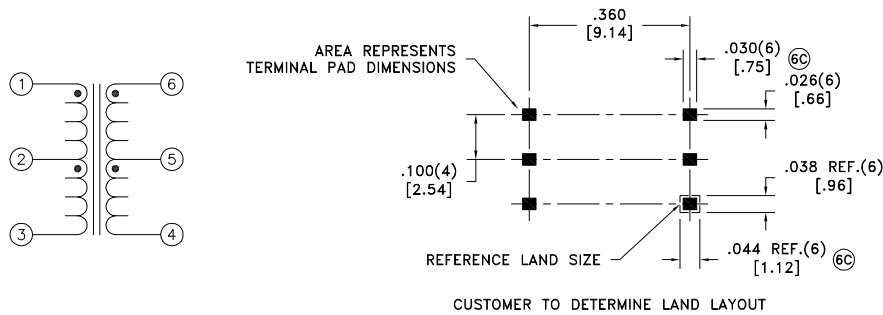 1
6
2
5
3
4
.360
[9.14]
AREA REPRESENTS
TERMINAL PAD DIMENSIONS
.030(6)
[.75]
6C
.026(6)
[.66]
.100(4)
[2.54]
.038 REF.(6)
[.96]
REFERENCE LAND SIZE
.044 REF.(6)
[1.12]
6C
CUSTOMER TO DETERMINE LAND LAYOUT